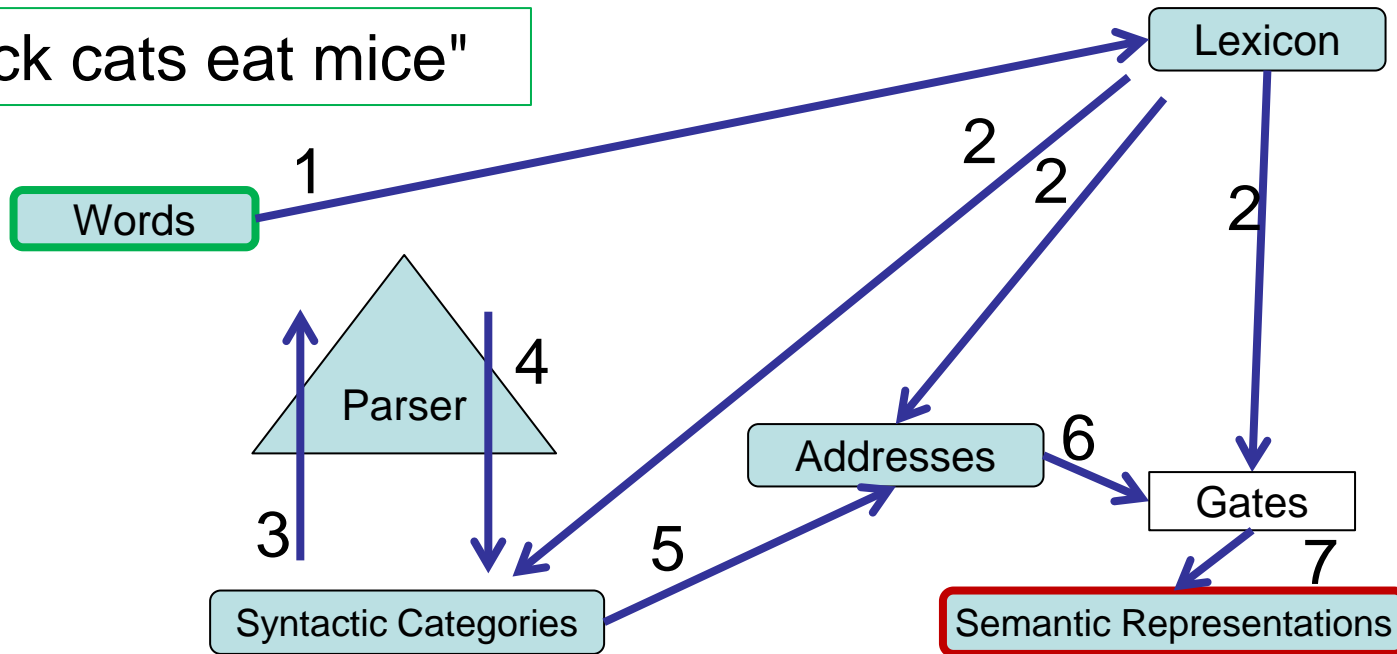 ck cats eat mice"
Lexicon
1
2
2
2
Words
Parser
4
3
Addresses
6
Gates
5
7
Syntactic Categories
Semantic Representations